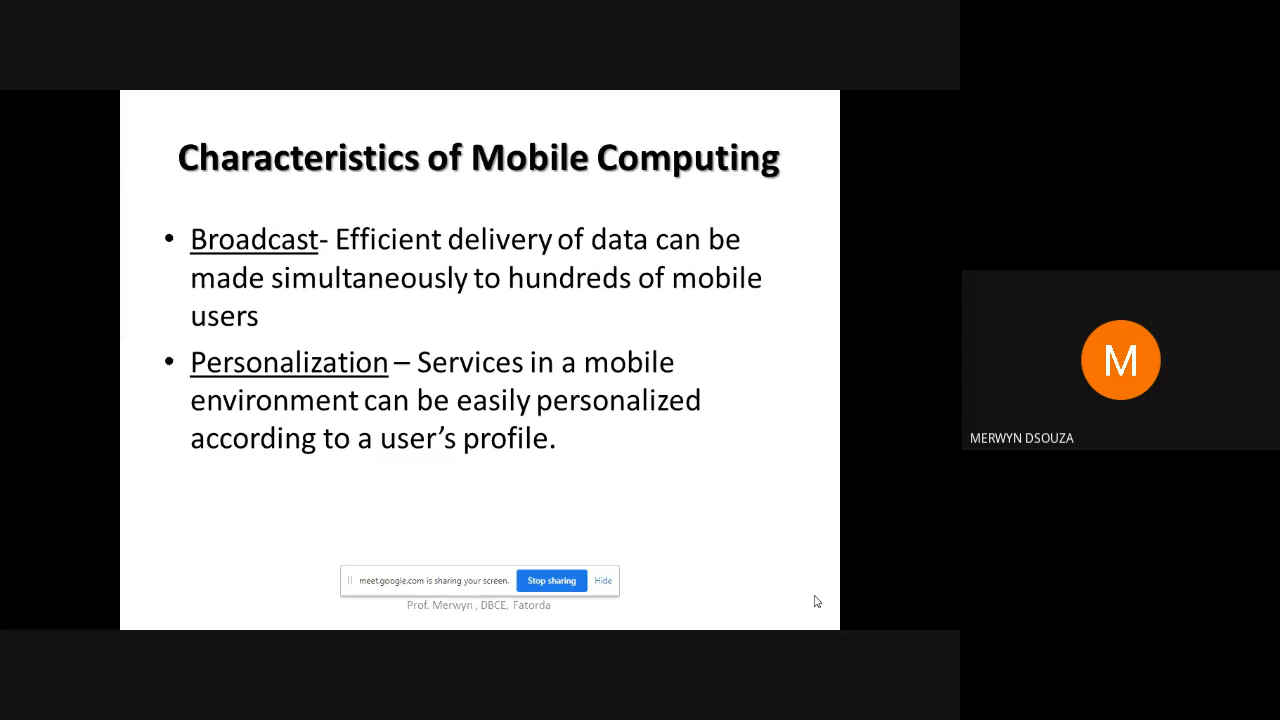 Characteristics of Mobile Computing
• Broadcast- Efficient delivery of data can be
made simultaneously to hundreds of mobile
users
• Personalization – Services in a mobile
environment can be easily personalized
according to a user's profile.
meet.google.com is sharing your screen. Stop sharing Hide
Prof. Merwyn , DBCE, Fatorda
M
MERWYN DSOUZA